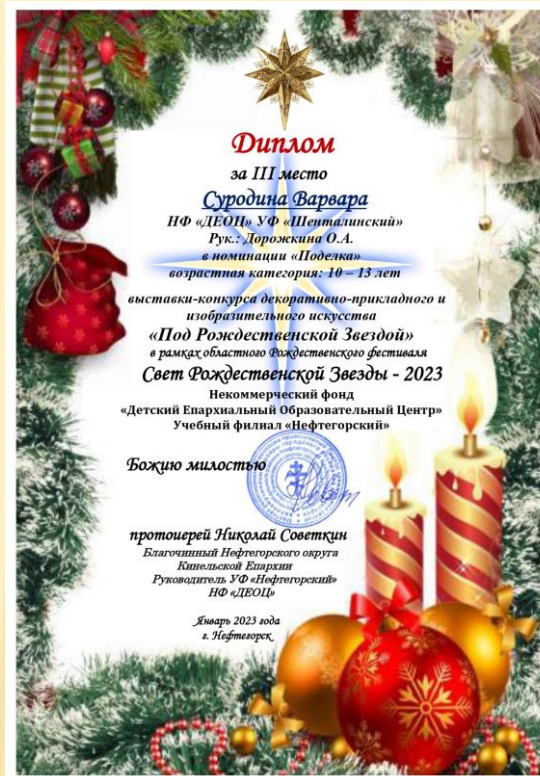 Диплом
за III место
Суродина Варвара
НФ «ДЕОЦ» УФ «Шенталинский»
Рук.: Дорожкина О.А.
в номинации «Поделка»
возрастная категория: 10 – 13 лет
выставки-конкурса декоративно-прикладного и
изобразительного искусства
«Под Рождественской Звездой»
в рамках областного Рождественского фестиваля
Свет Рождественской Звезды - 2023
Некоммерческий фонд
«Детский Епархиальный Образовательный Центр»
Учебный филиал «Нефтегорский»
Божию милостью
протоиерей Николай Советкин
Благочинный Нефтегорского округа
Кинельской Епархии
Руководитель УФ «Нефтегорский»
НФ «ДЕОЦ»
Январь 2023 года
г. Нефтегорск